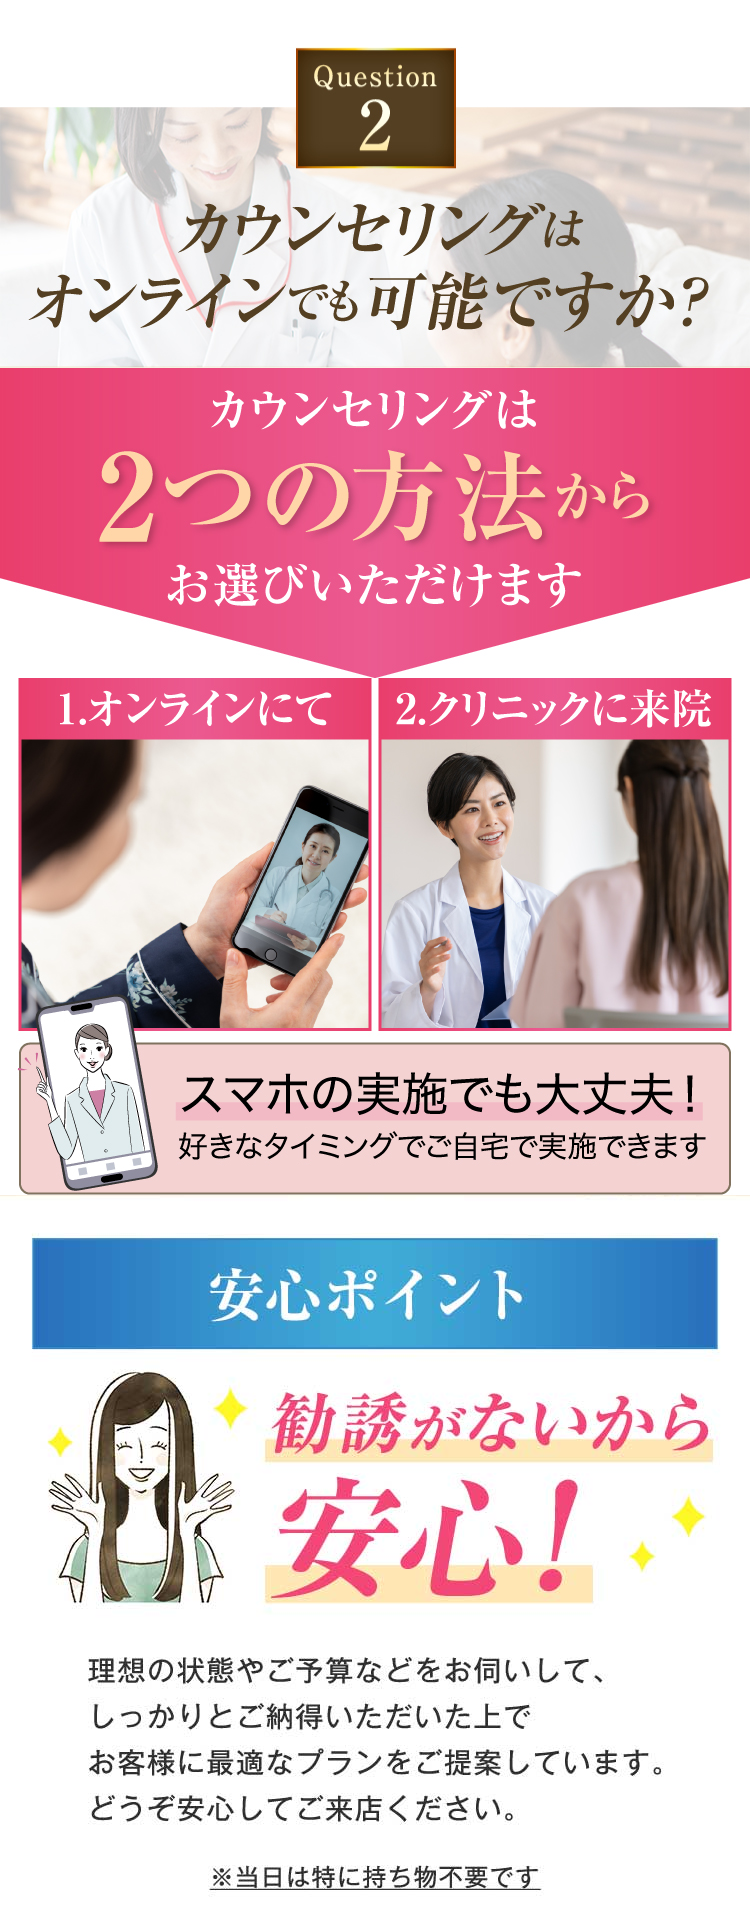 Question
2
カウンセリングは
オンラインでも可能ですか?
カウンセリングは
2つの方法から
お選びいただけます
1.オンラインにて
2.クリニックに来院
スマホの実施でも大丈夫！
好きなタイミングでご自宅で実施できます
安心ポイント
勧誘がないから
安心！
理想の状態やご予算などをお伺いして、
しっかりとご納得いただいた上で
お客様に最適なプランをご提案しています。
どうぞ安心してご来店ください。
※当日は特に持ち物不要です